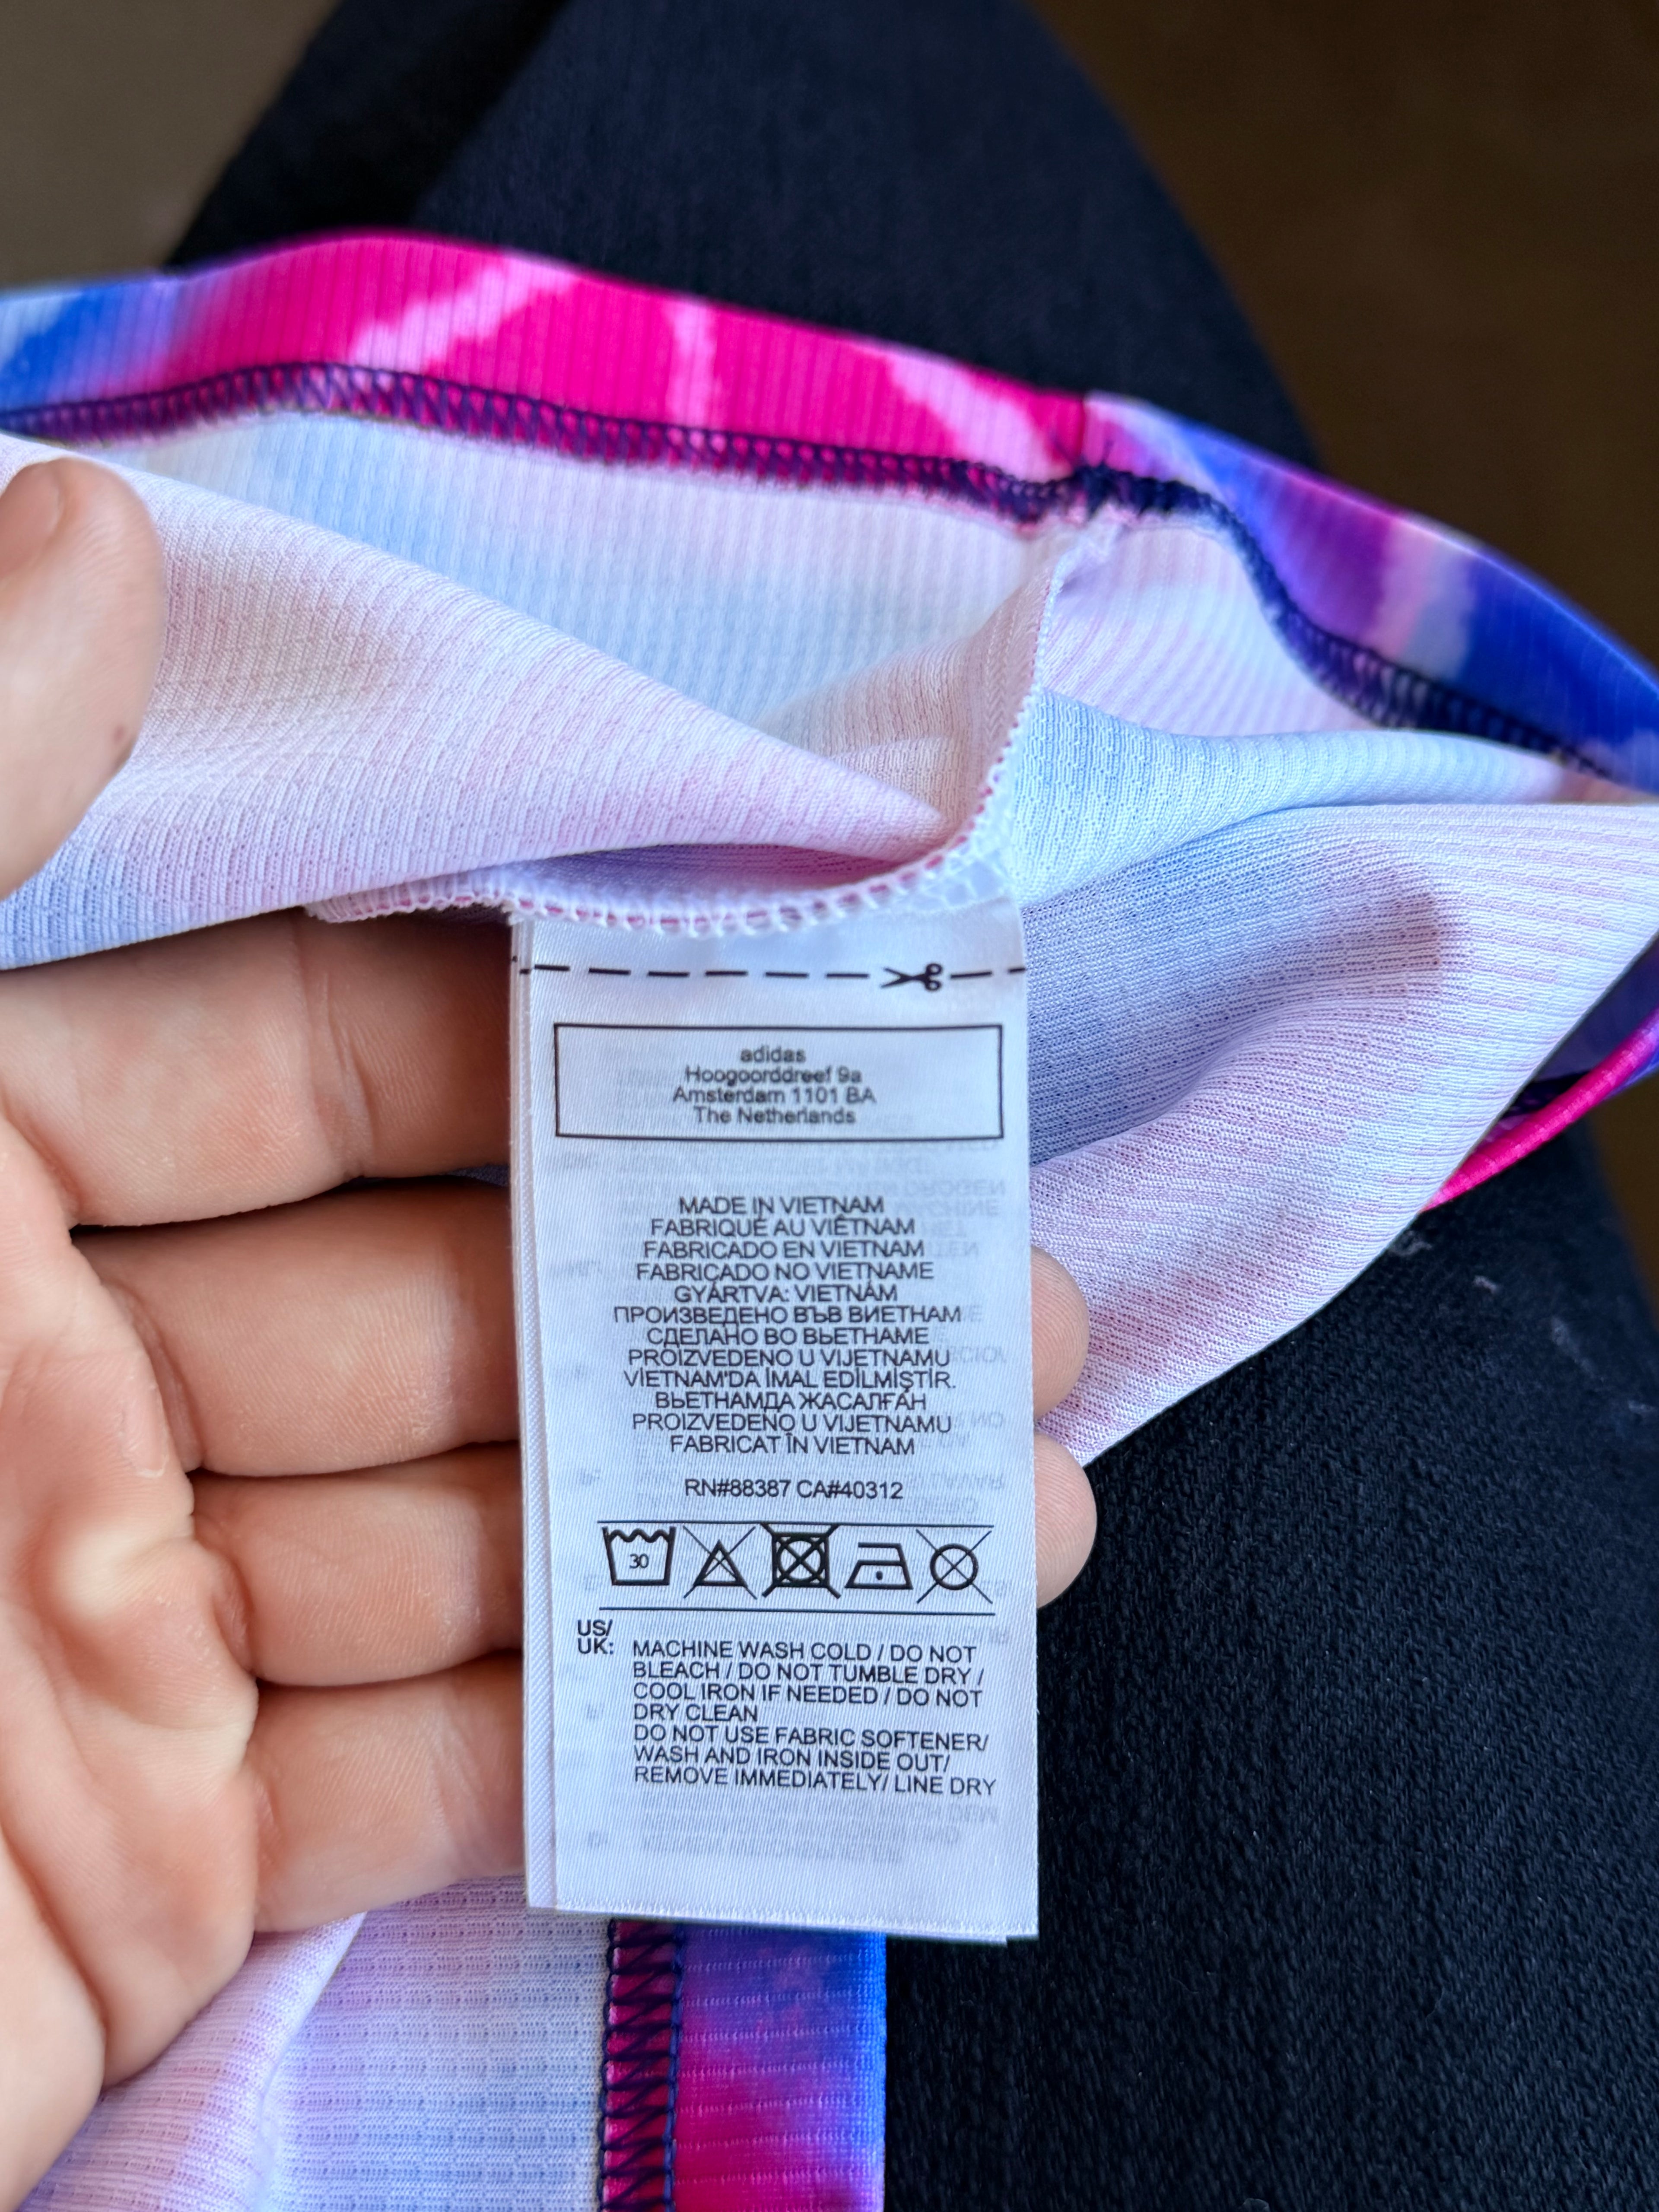 adidas
Hoogoorddreef 9a
Amsterdam 1101 BA
The Netherlands
MADE IN VIETNAM
FABRIQUÉ AU VIÊTNAM
FABRICADO EN VIETNAM
FABRICADO NO VIETNAME
GYÁRTVA: VIETNÁM
ПРОИЗВЕДЕНО ВЪВ ВИЕТНАМ
СДЕЛАНО ВО ВЬЕТНАМЕ
PROIZVEDENO U VIJETNAMU
VİETNAM'DA İMAL EDİLMİŞTİR.
ВЬЕТНАМДА ЖАСАЛҒАН
PROIZVEDENO U VIJETNAMU
FABRICAT ÎN VIETNAM
RN#88387 CA#40312
30
US/
UK: MACHINE WASH COLD / DO NOT
BLEACH / DO NOT TUMBLE DRY /
COOL IRON IF NEEDED / DO NOT
DRY CLEAN
DO NOT USE FABRIC SOFTENER/
WASH AND IRON INSIDE OUT/
REMOVE IMMEDIATELY/ LINE DRY